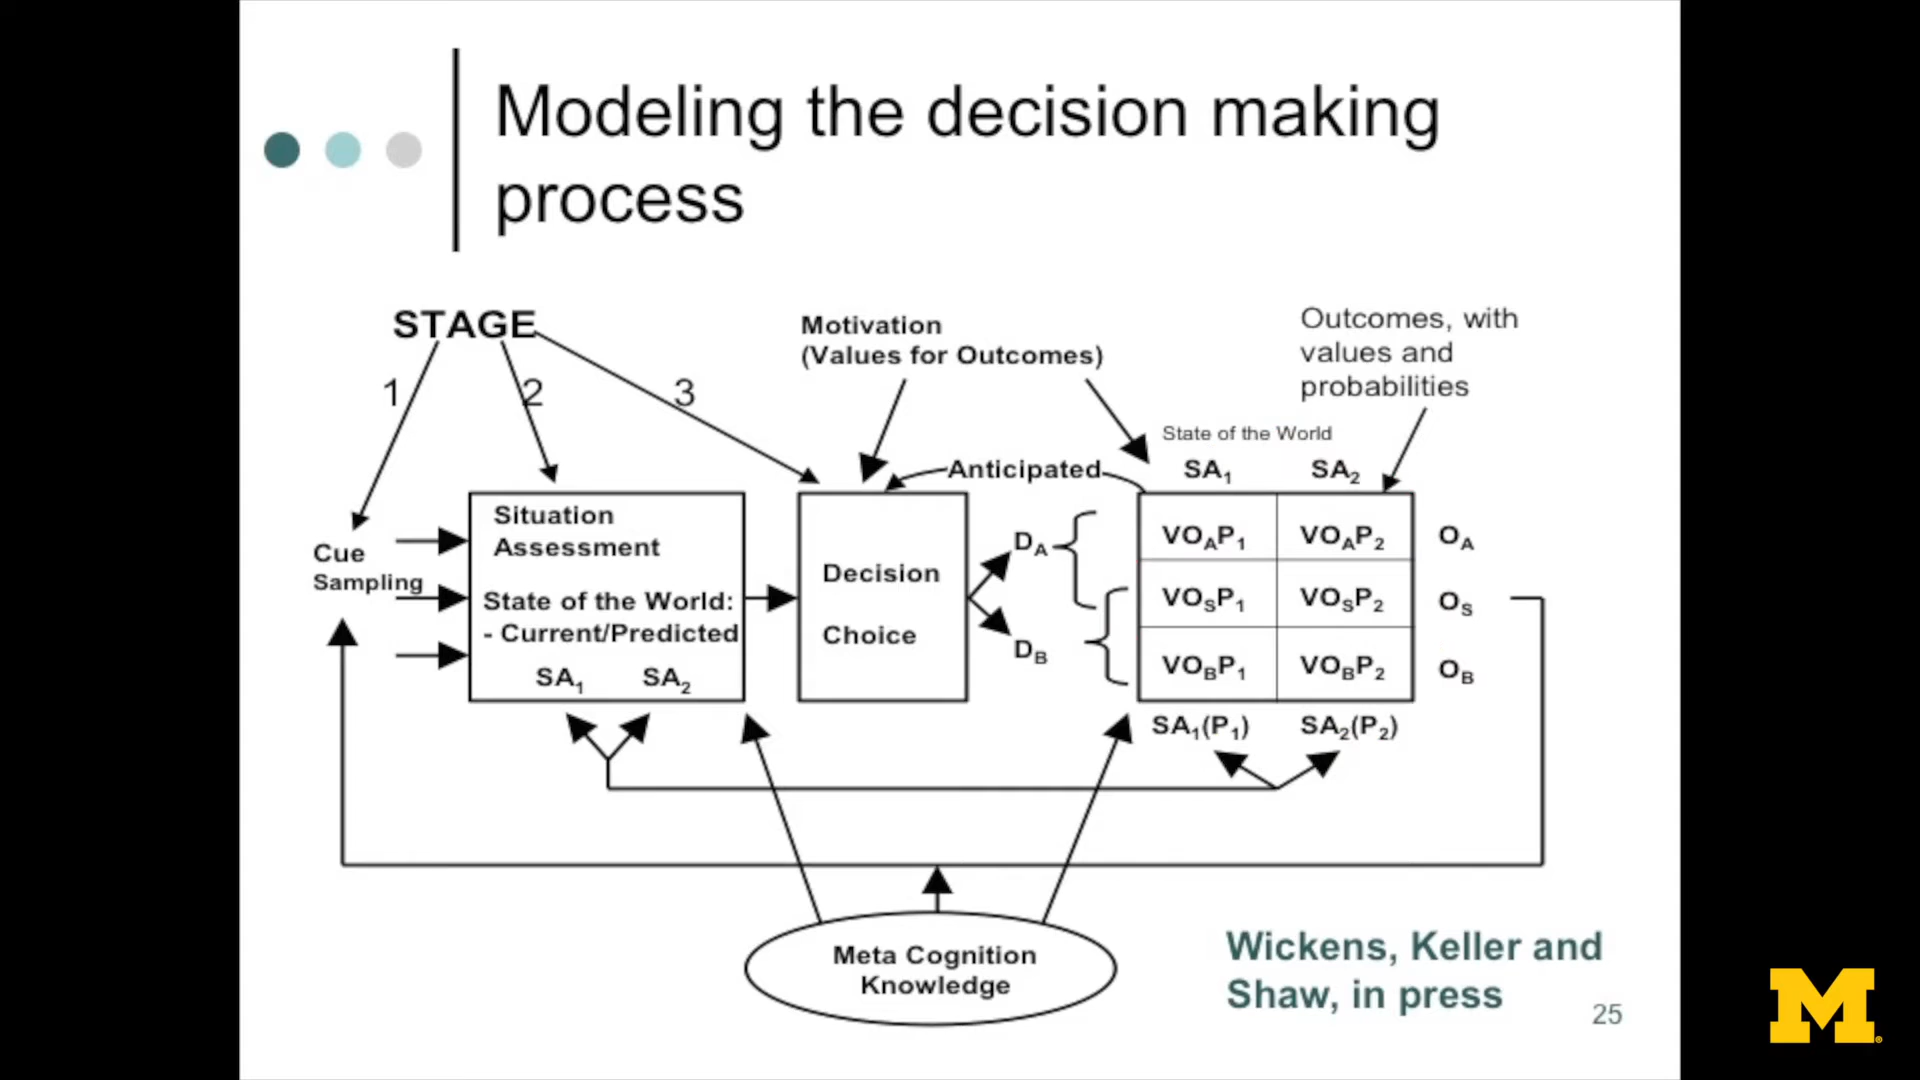 Modeling the decision making
process
STAGE
1
2
3
Motivation
(Values for Outcomes)
Outcomes, with
values and
probabilities
State of the World
SA₁ SA₂
Anticipated
Cue
Sampling
Situation
Assessment
State of the World:
- Current/Predicted
SA₁ SA₂
Decision
Choice
D_A
D_B
VO_AP₁ VO_AP₂ O_A
VO_SP₁ VO_SP₂ O_S
VO_BP₁ VO_BP₂ O_B
SA₁(P₁) SA₂(P₂)
Meta Cognition
Knowledge
Wickens, Keller and
Shaw, in press
25
M